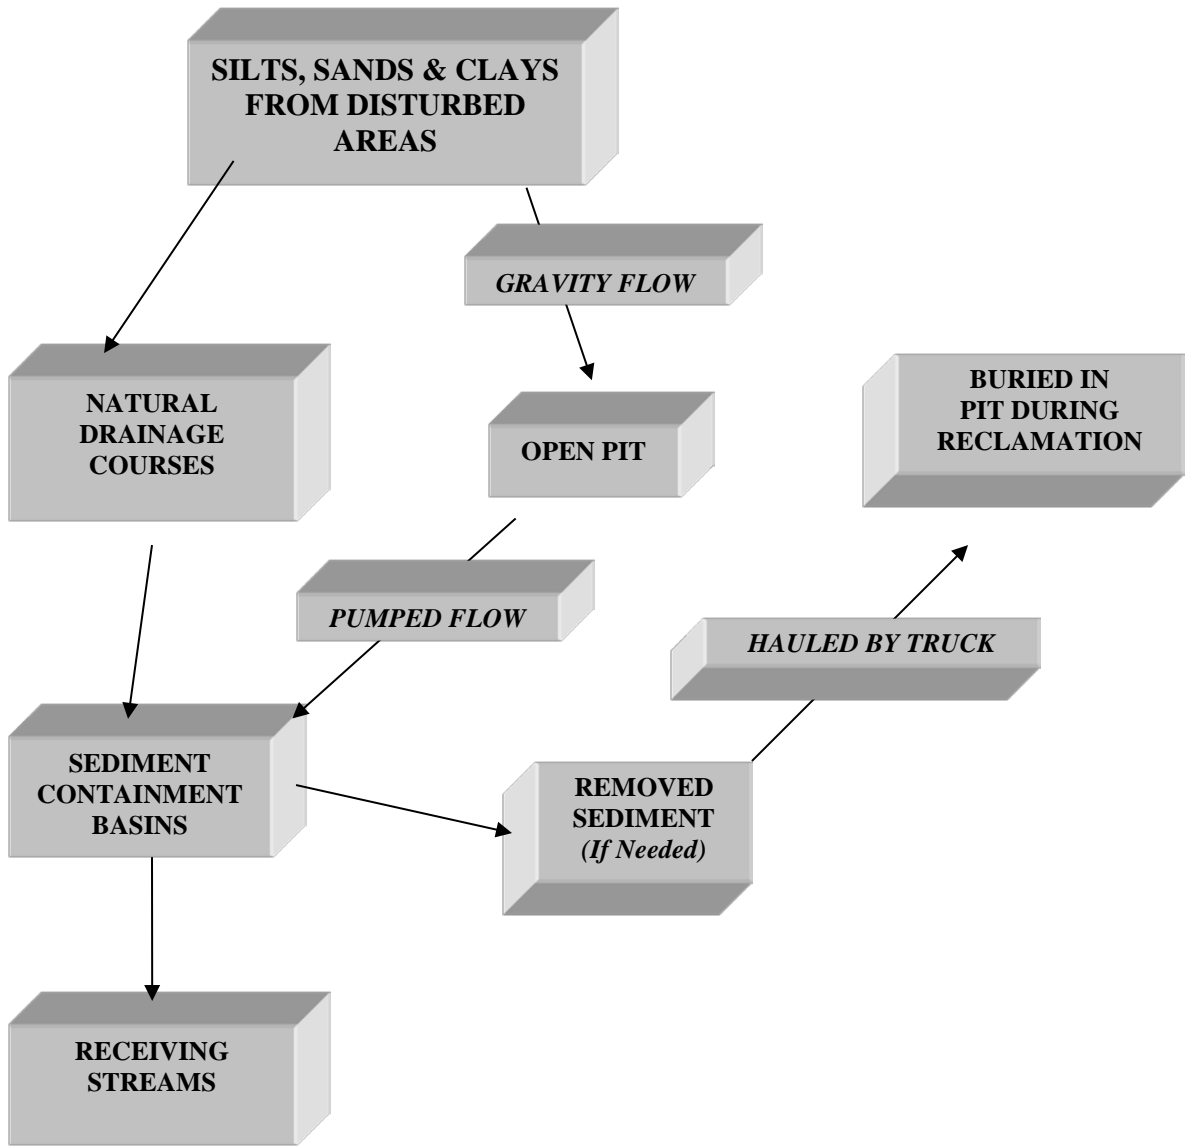 SILTS, SANDS & CLAYS
FROM DISTURBED
AREAS
GRAVITY FLOW
NATURAL
DRAINAGE
COURSES
OPEN PIT
BURIED IN
PIT DURING
RECLAMATION
PUMPED FLOW
HAULED BY TRUCK
SEDIMENT
CONTAINMENT
BASINS
REMOVED
SEDIMENT
(If Needed)
RECEIVING
STREAMS